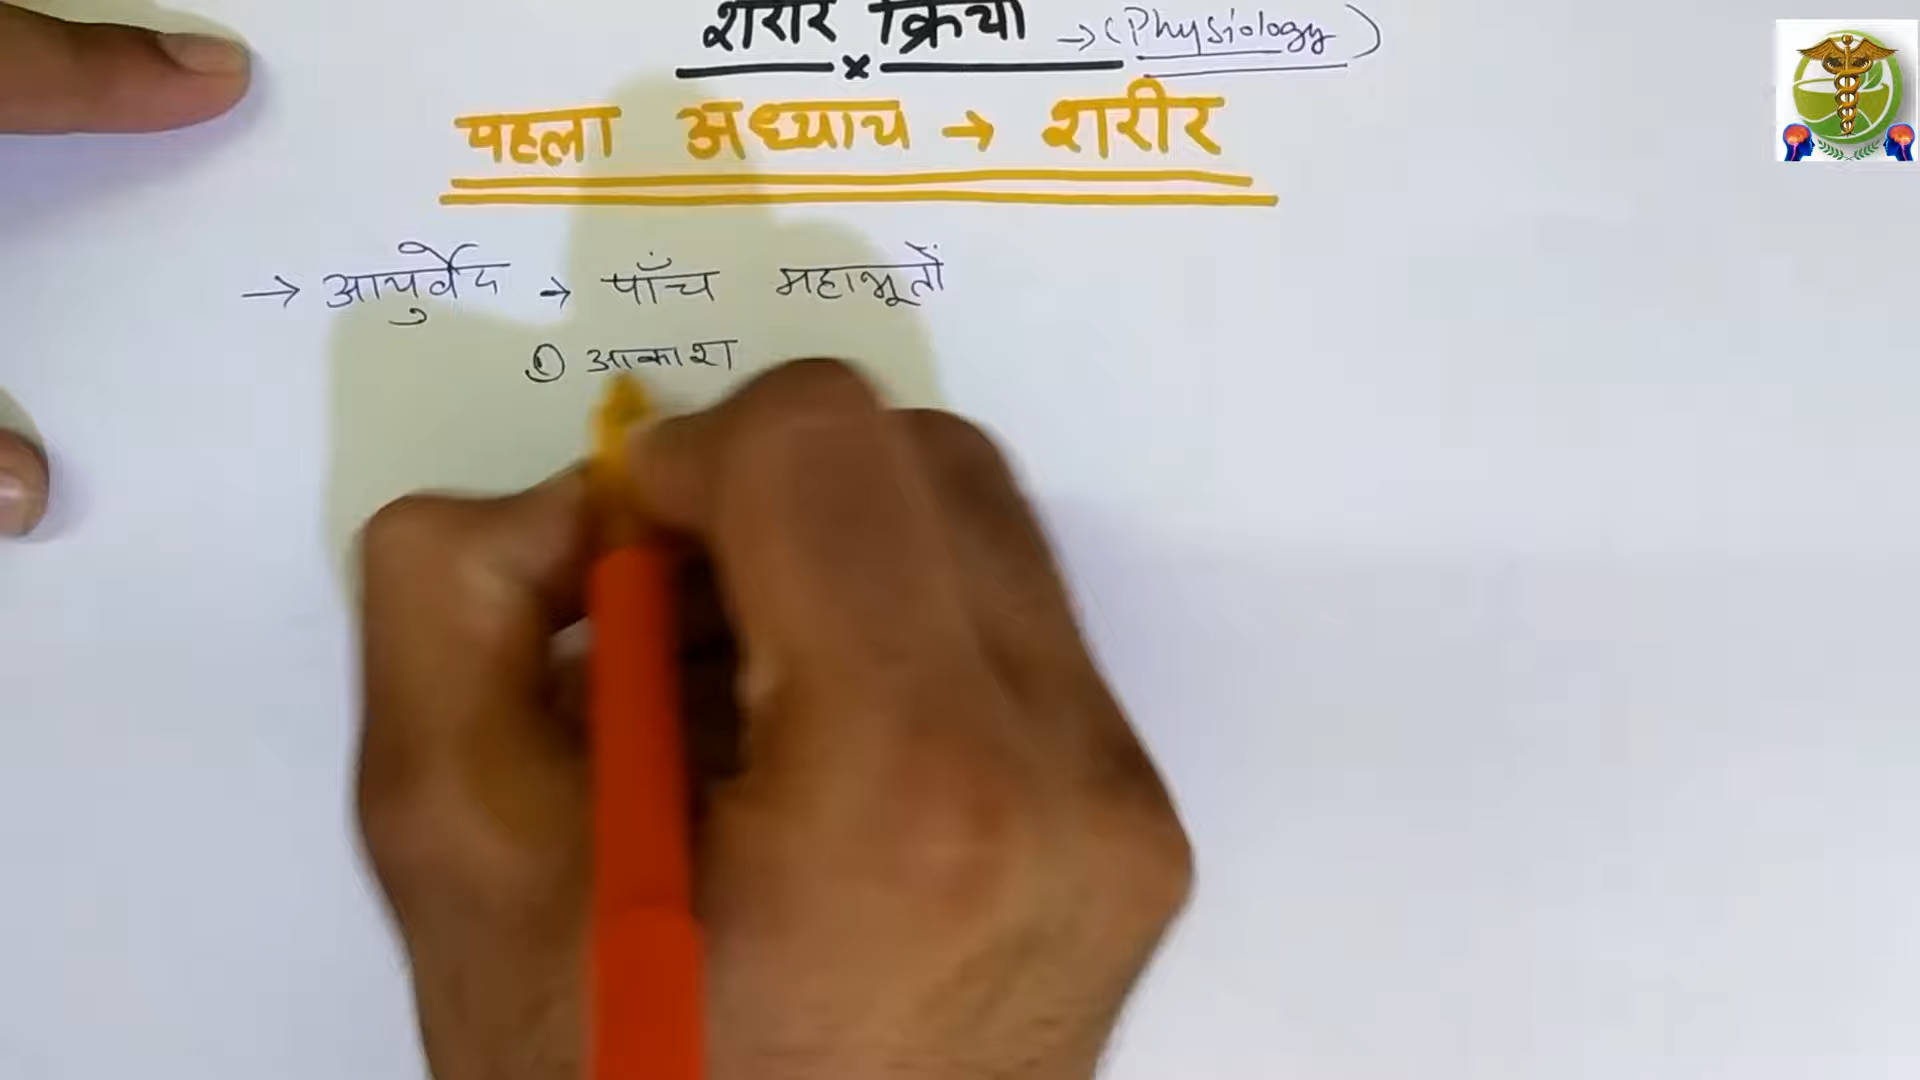 शरीर क्रिया → (Physiology)
पहला अध्याय → शरीर
→ आयुर्वेद → पाँच महाभूतों
① आकाश